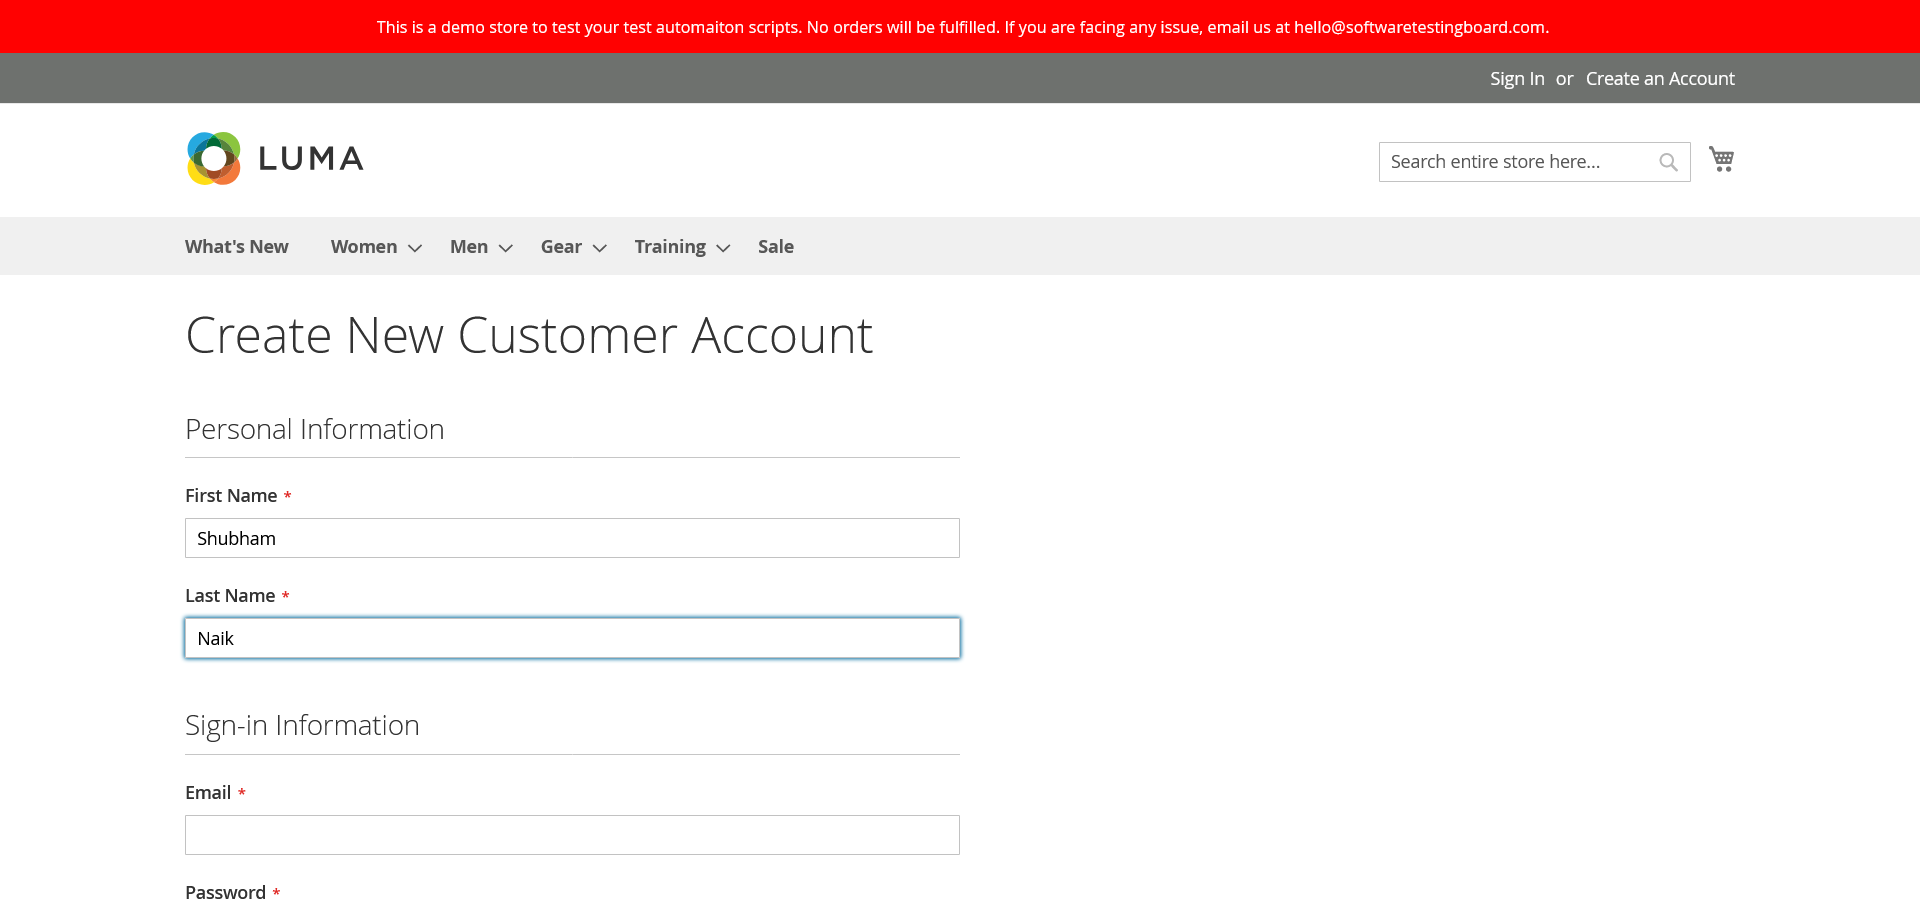 This is a demo store to test your test automaiton scripts. No orders will be fulfilled. If you are facing any issue, email us at hello@softwaretestingboard.com.
Sign In or Create an Account
LUMA
Search entire store here...
What's New Women Men Gear Training Sale
Create New Customer Account
Personal Information
First Name *
Shubham
Last Name *
Naik
Sign-in Information
Email *
Password *